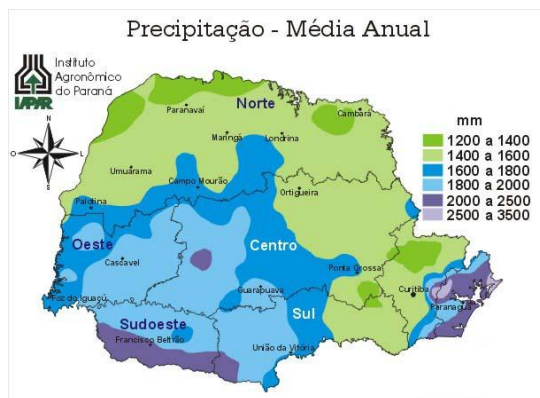 Precipitação - Média Anual
Instituto
Agronômico
do Paraná
IAPAR
N
O
L
S
mm
1200 a 1400
1400 a 1600
1600 a 1800
1800 a 2000
2000 a 2500
2500 a 3500
Paranavaí
Norte
Cambará
Maringá
Londrina
Umuarama
Campo Mourão
Ortigueira
Palotina
Oeste
Centro
Cascavel
Ponta Grossa
Foz do Iguaçú
Guarapuava
Curitiba
Paranaguá
Sul
Sudoeste
Francisco Beltrão
União da Vitória